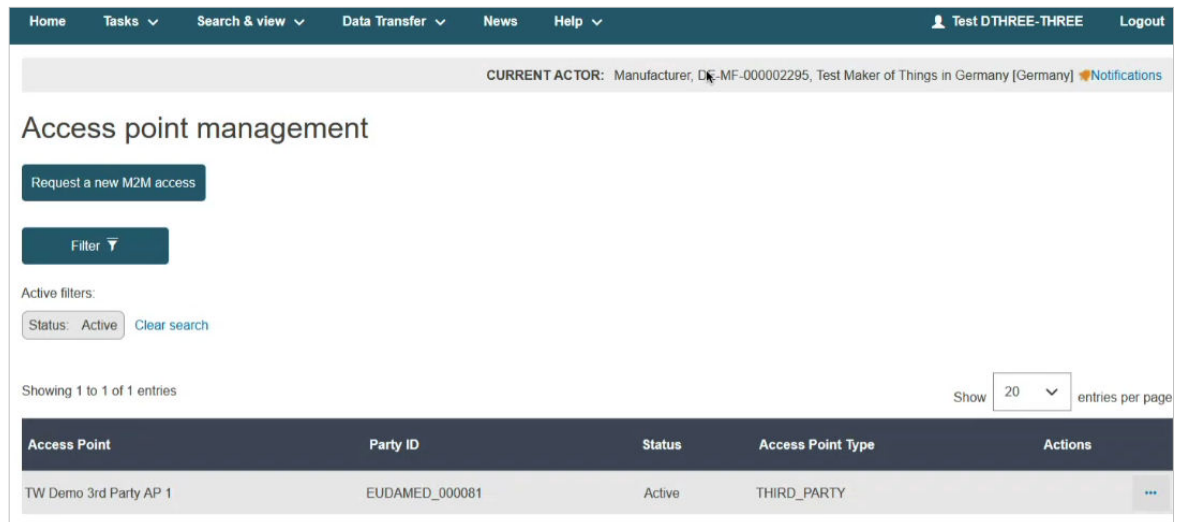 Home Tasks Search & view Data Transfer News Help Test DTHREE-THREE Logout
CURRENT ACTOR: Manufacturer, DE-MF-000002295, Test Maker of Things in Germany [Germany] Notifications
Access point management
Request a new M2M access
Filter
Active filters:
Status: Active Clear search
Showing 1 to 1 of 1 entries Show 20 entries per page
Access Point Party ID Status Access Point Type Actions
TW Demo 3rd Party AP 1 EUDAMED_000081 Active THIRD_PARTY ...